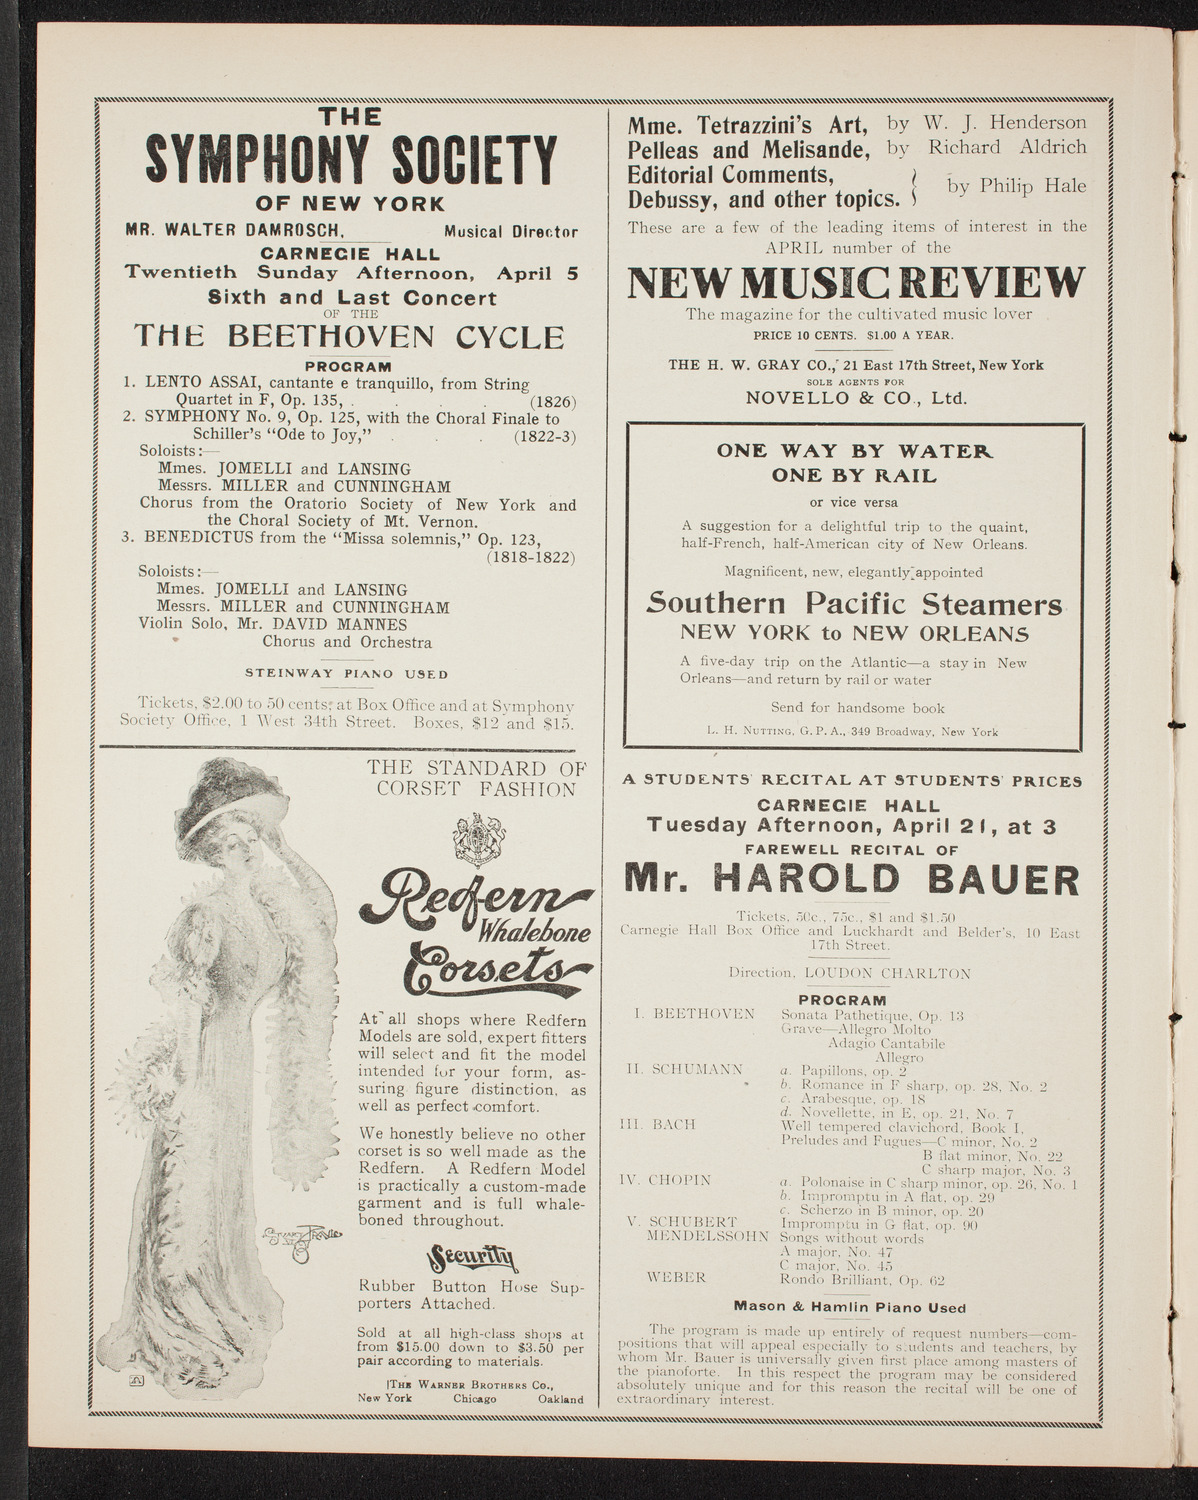 THE
SYMPHONY SOCIETY
OF NEW YORK
MR. WALTER DAMROSCH, Musical Director
CARNEGIE HALL
Twentieth Sunday Afternoon, April 5
Sixth and Last Concert
OF THE
THE BEETHOVEN CYCLE
PROGRAM
1. LENTO ASSAI, cantante e tranquillo, from String
Quartet in F, Op. 135, . . . . (1826)
2. SYMPHONY No. 9, Op. 125, with the Choral Finale to
Schiller's "Ode to Joy," . . . (1822-3)
Soloists:—
Mmes. JOMELLI and LANSING
Messrs. MILLER and CUNNINGHAM
Chorus from the Oratorio Society of New York and
the Choral Society of Mt. Vernon.
3. BENEDICTUS from the "Missa solemnis," Op. 123,
(1818-1822)
Soloists:—
Mmes. JOMELLI and LANSING
Messrs. MILLER and CUNNINGHAM
Violin Solo, Mr. DAVID MANNES
Chorus and Orchestra
STEINWAY PIANO USED
Tickets, $2.00 to 50 cents; at Box Office and at Symphony
Society Office, 1 West 34th Street. Boxes, $12 and $15.
THE STANDARD OF
CORSET FASHION
Redfern
Whalebone
Corsets
At all shops where Redfern
Models are sold, expert fitters
will select and fit the model
intended for your form, as-
suring figure distinction, as
well as perfect comfort.
We honestly believe no other
corset is so well made as the
Redfern. A Redfern Model
is practically a custom-made
garment and is full whale-
boned throughout.
Security
Rubber Button Hose Sup-
porters Attached.
Sold at all high-class shops at
from $15.00 down to $3.50 per
pair according to materials.
THE WARNER BROTHERS CO.,
New York Chicago Oakland
Mme. Tetrazzini's Art, by W. J. Henderson
Pelleas and Melisande, by Richard Aldrich
Editorial Comments,
Debussy, and other topics. } by Philip Hale
These are a few of the leading items of interest in the
APRIL number of the
NEW MUSIC REVIEW
The magazine for the cultivated music lover
PRICE 10 CENTS. $1.00 A YEAR.
THE H. W. GRAY CO., 21 East 17th Street, New York
SOLE AGENTS FOR
NOVELLO & CO., Ltd.
ONE WAY BY WATER
ONE BY RAIL
or vice versa
A suggestion for a delightful trip to the quaint,
half-French, half-American city of New Orleans.
Magnificent, new, elegantly appointed
Southern Pacific Steamers
NEW YORK to NEW ORLEANS
A five-day trip on the Atlantic—a stay in New
Orleans—and return by rail or water
Send for handsome book
L. H. NUTTING, G. P. A., 349 Broadway, New York
A STUDENTS' RECITAL AT STUDENTS' PRICES
CARNEGIE HALL
Tuesday Afternoon, April 21, at 3
FAREWELL RECITAL OF
Mr. HAROLD BAUER
Tickets, 50c., 75c., $1 and $1.50
Carnegie Hall Box Office and Luckhardt and Belder's, 10 East
17th Street.
Direction, LOUDON CHARLTON
PROGRAM
I. BEETHOVEN Sonata Pathetique, Op. 13
Grave—Allegro Molto
Adagio Cantabile
Allegro
II. SCHUMANN a. Papillons, op. 2
b. Romance in F sharp, op. 28, No. 2
c. Arabesque, op. 18
d. Novellette, in E, op. 21, No. 7
III. BACH Well tempered clavichord, Book I,
Preludes and Fugues—C minor, No. 2
B flat minor, No. 22
C sharp major, No. 3
IV. CHOPIN a. Polonaise in C sharp minor, op. 26, No. 1
b. Impromptu in A flat, op. 29
c. Scherzo in B minor, op. 20
V. SCHUBERT Impromptu in G flat, op. 90
MENDELSSOHN Songs without words
A major, No. 47
C major, No. 45
WEBER Rondo Brilliant, Op. 62
Mason & Hamlin Piano Used
The program is made up entirely of request numbers—com-
positions that will appeal especially to students and teachers, by
whom Mr. Bauer is universally given first place among masters of
the pianoforte. In this respect the program may be considered
absolutely unique and for this reason the recital will be one of
extraordinary interest.